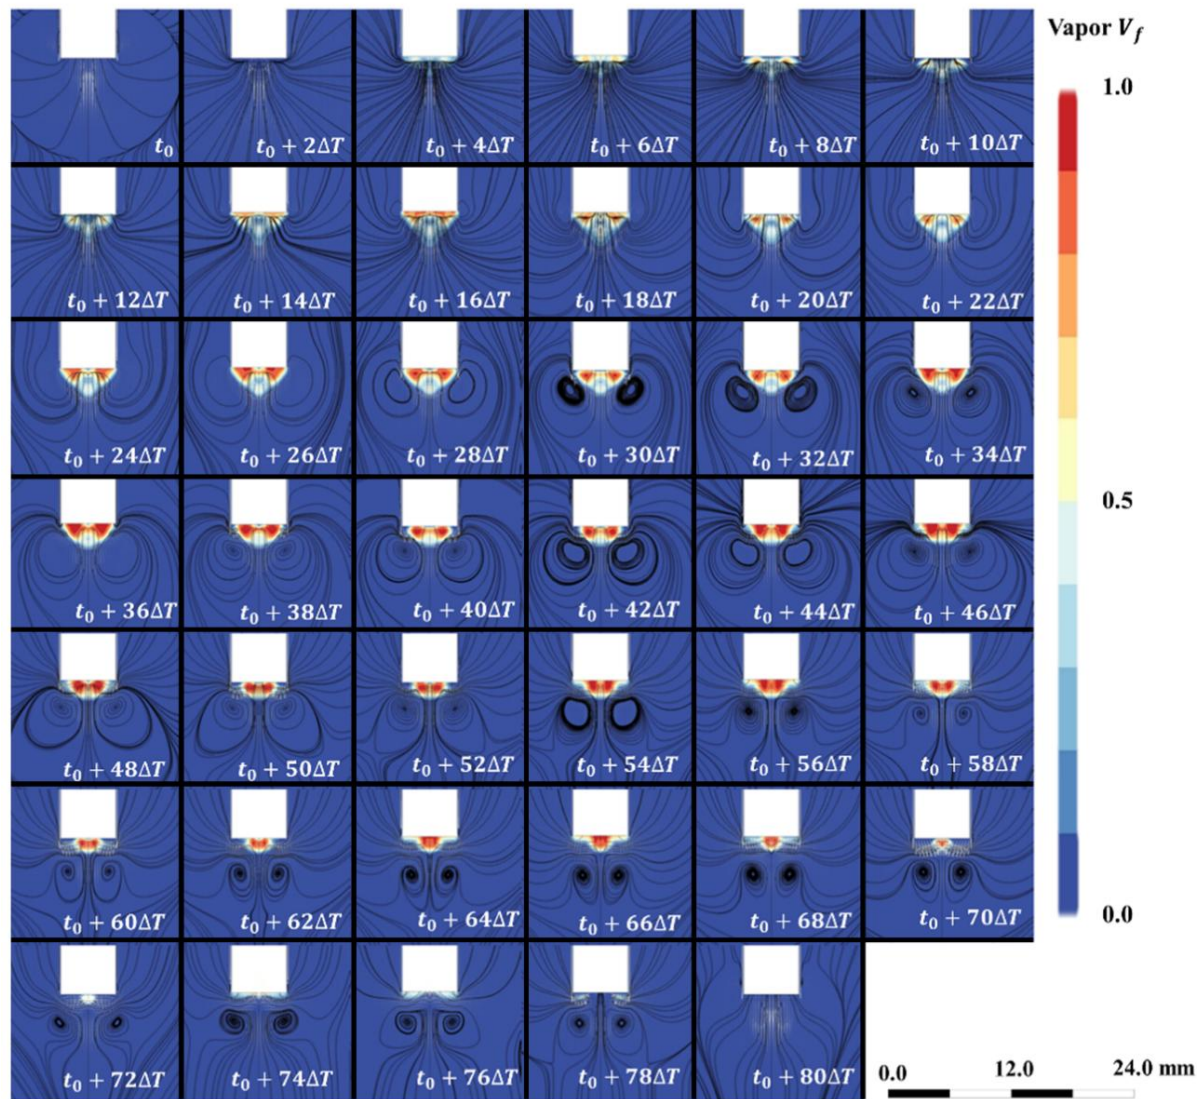 Vapor V_f
1.0
t₀
t₀ + 2ΔT
t₀ + 4ΔT
t₀ + 6ΔT
t₀ + 8ΔT
t₀ + 10ΔT
t₀ + 12ΔT
t₀ + 14ΔT
t₀ + 16ΔT
t₀ + 18ΔT
t₀ + 20ΔT
t₀ + 22ΔT
t₀ + 24ΔT
t₀ + 26ΔT
t₀ + 28ΔT
t₀ + 30ΔT
t₀ + 32ΔT
t₀ + 34ΔT
0.5
t₀ + 36ΔT
t₀ + 38ΔT
t₀ + 40ΔT
t₀ + 42ΔT
t₀ + 44ΔT
t₀ + 46ΔT
t₀ + 48ΔT
t₀ + 50ΔT
t₀ + 52ΔT
t₀ + 54ΔT
t₀ + 56ΔT
t₀ + 58ΔT
t₀ + 60ΔT
t₀ + 62ΔT
t₀ + 64ΔT
t₀ + 66ΔT
t₀ + 68ΔT
t₀ + 70ΔT
0.0
t₀ + 72ΔT
t₀ + 74ΔT
t₀ + 76ΔT
t₀ + 78ΔT
t₀ + 80ΔT
0.0 12.0 24.0 mm